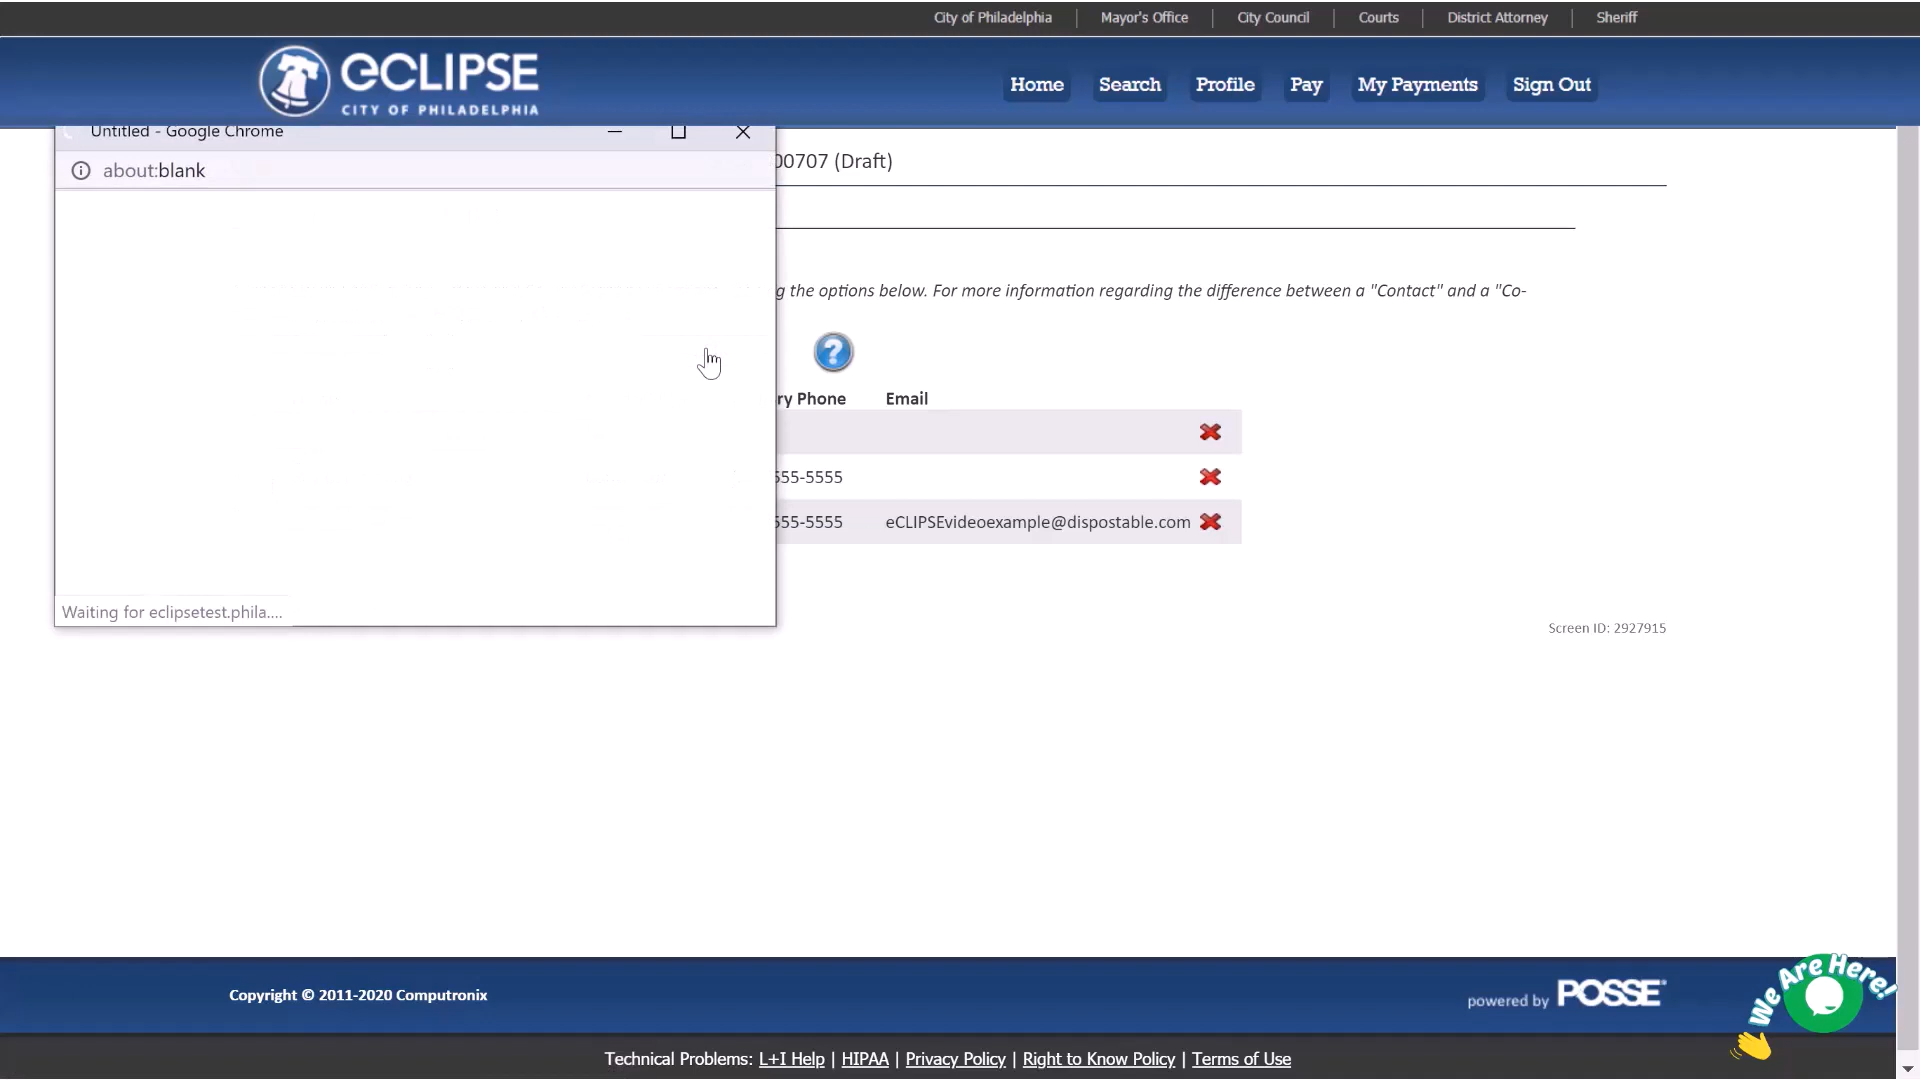 City of Philadelphia | Mayor's Office | City Council | Courts | District Attorney | Sheriff
eCLIPSE
CITY OF PHILADELPHIA
Home Search Profile Pay My Payments Sign Out
Untitled - Google Chrome
about:blank
00707 (Draft)
g the options below. For more information regarding the difference between a "Contact" and a "Co-
?
ry Phone Email
555-5555
555-5555 eCLIPSEvideoexample@dispostable.com
Waiting for eclipsetest.phila....
Screen ID: 2927915
Copyright © 2011-2020 Computronix
powered by POSSE®
We Are Here!
Technical Problems: L+I Help | HIPAA | Privacy Policy | Right to Know Policy | Terms of Use